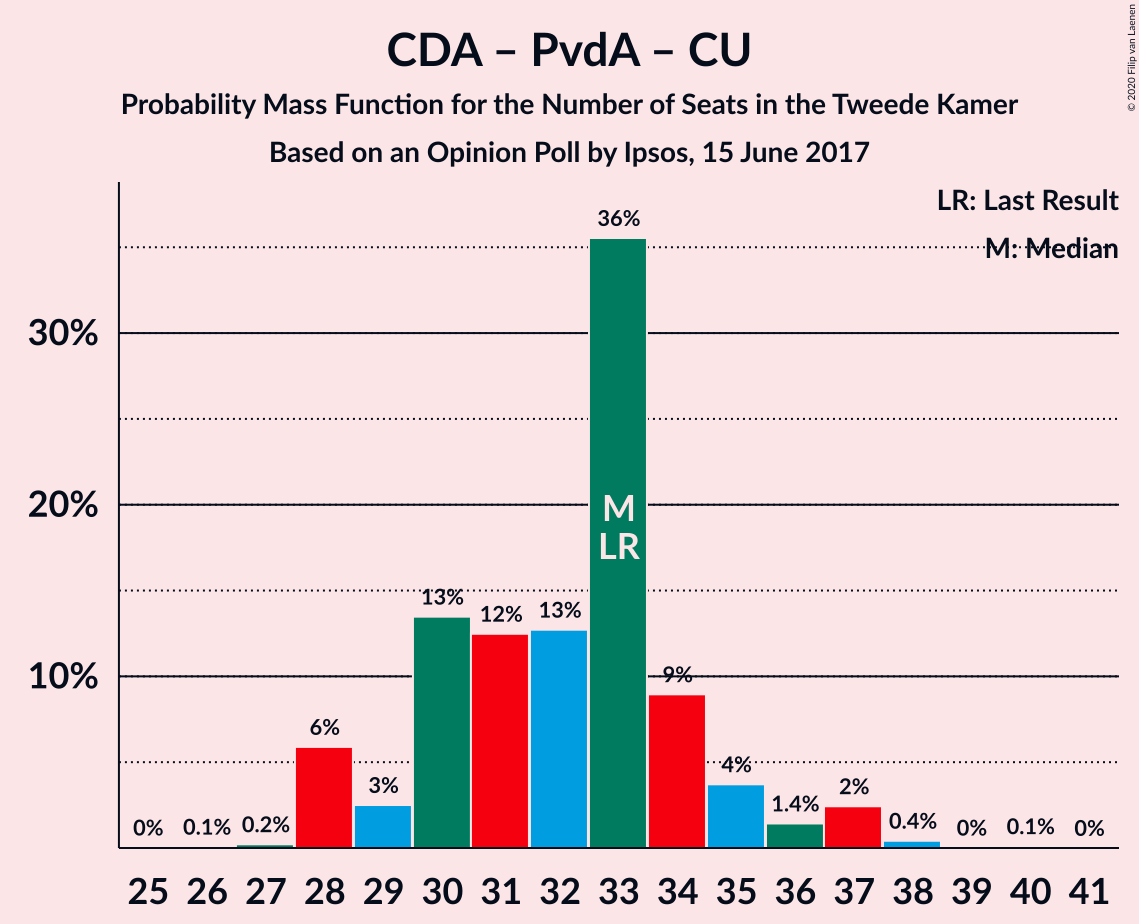 CDA – PvdA – CU
Probability Mass Function for the Number of Seats in the Tweede Kamer
Based on an Opinion Poll by Ipsos, 15 June 2017
© 2020 Filip van Laenen
LR: Last Result
M: Median
30%
20%
10%
0%
0.1%
0.2%
6%
3%
13%
12%
13%
36%
M
LR
9%
4%
1.4%
2%
0.4%
0%
0.1%
0%
25 26 27 28 29 30 31 32 33 34 35 36 37 38 39 40 41